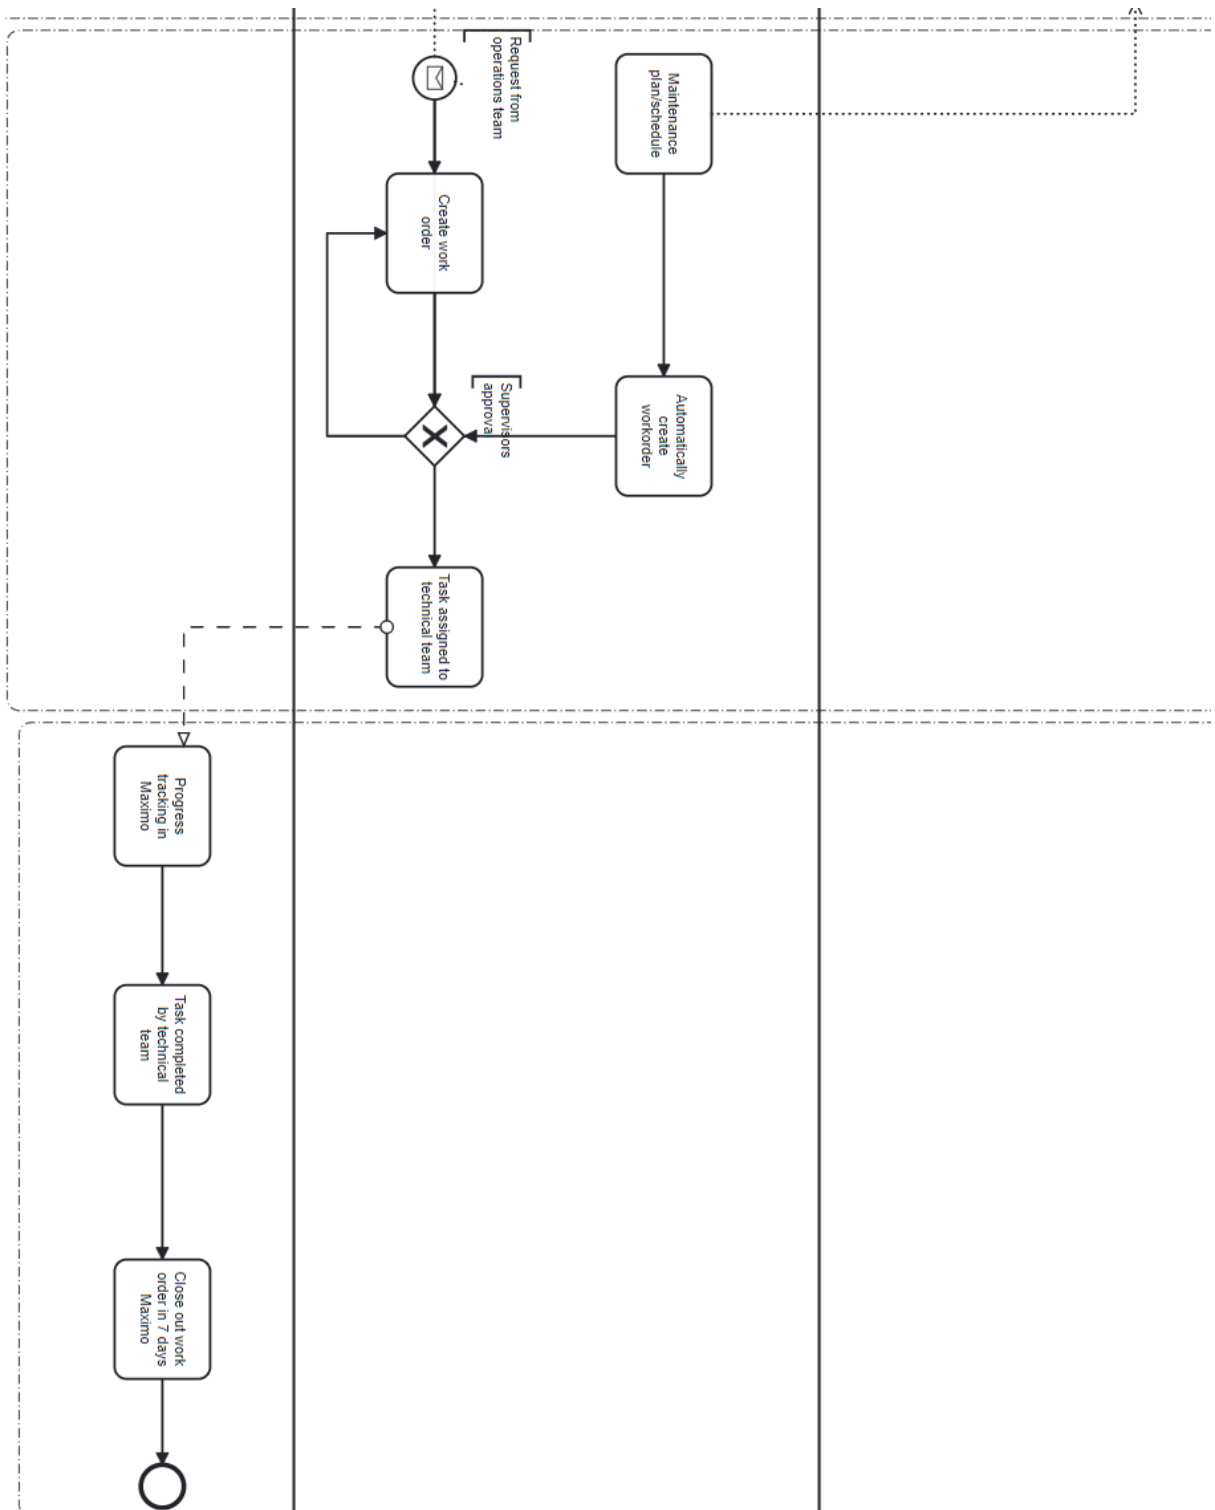 Request from
operations team
Maintenance
plan/schedule
Create work
order
Supervisors
approval
Automatically
create
workorder
X
Task assigned to
technical team
Progress
tracking in
Maximo
Task completed
by technical
team
Close out work
order in 7 days
Maximo